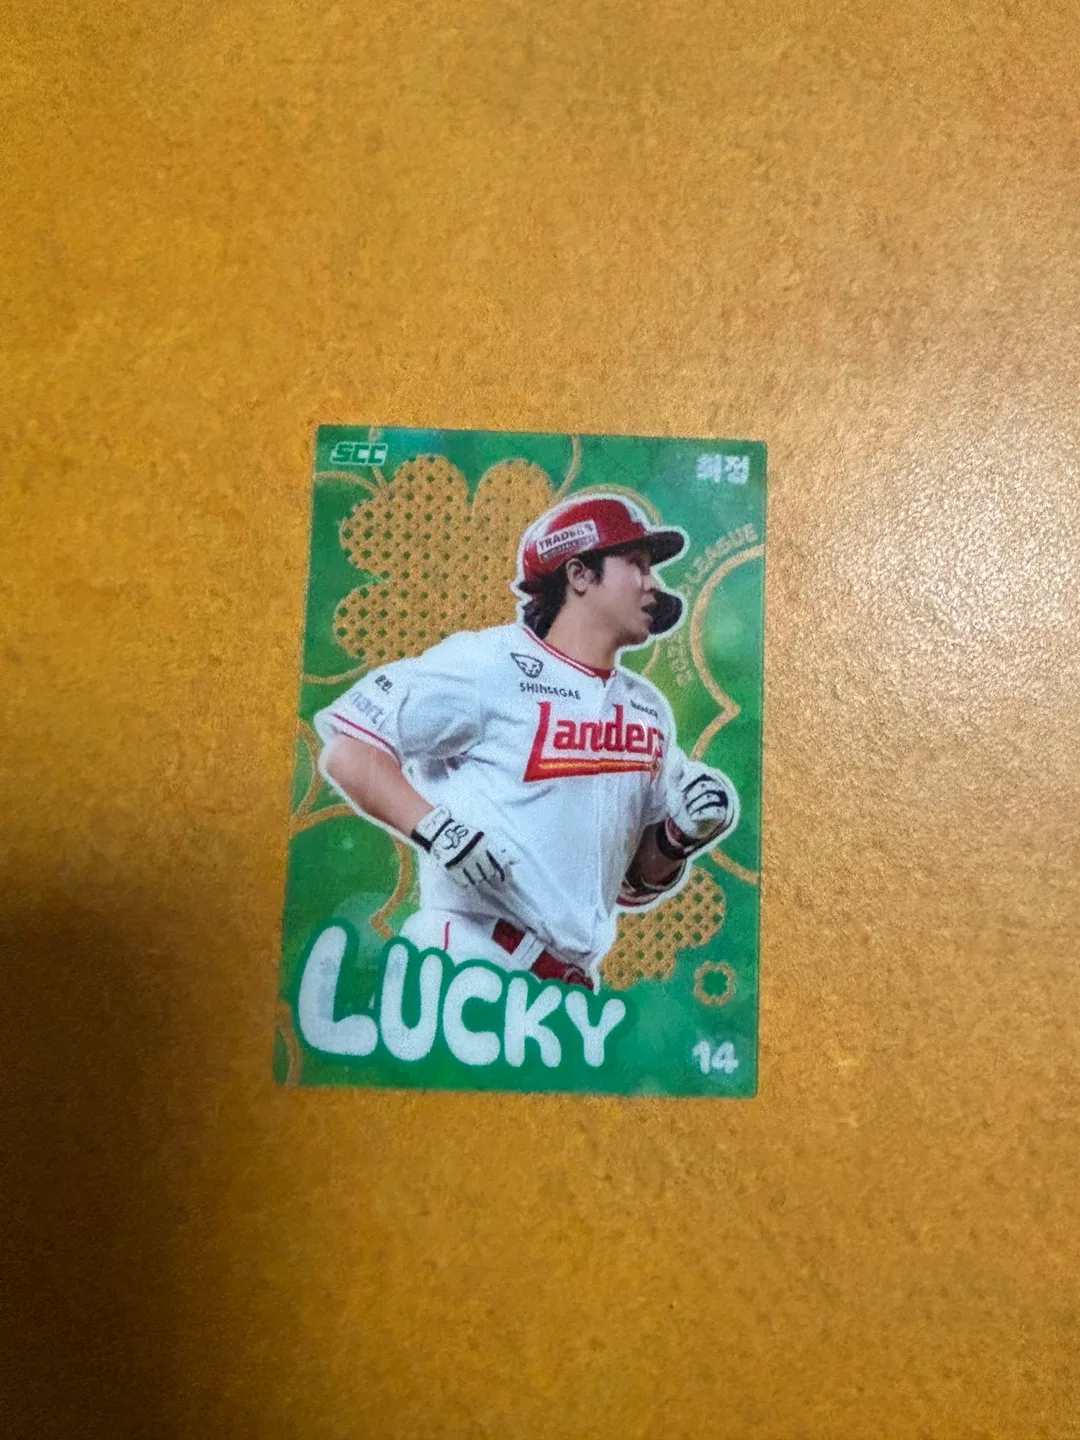 SCC
최정
TRADERS
SHINSEGAE
Landers
LEAGUE
LUCKY
14